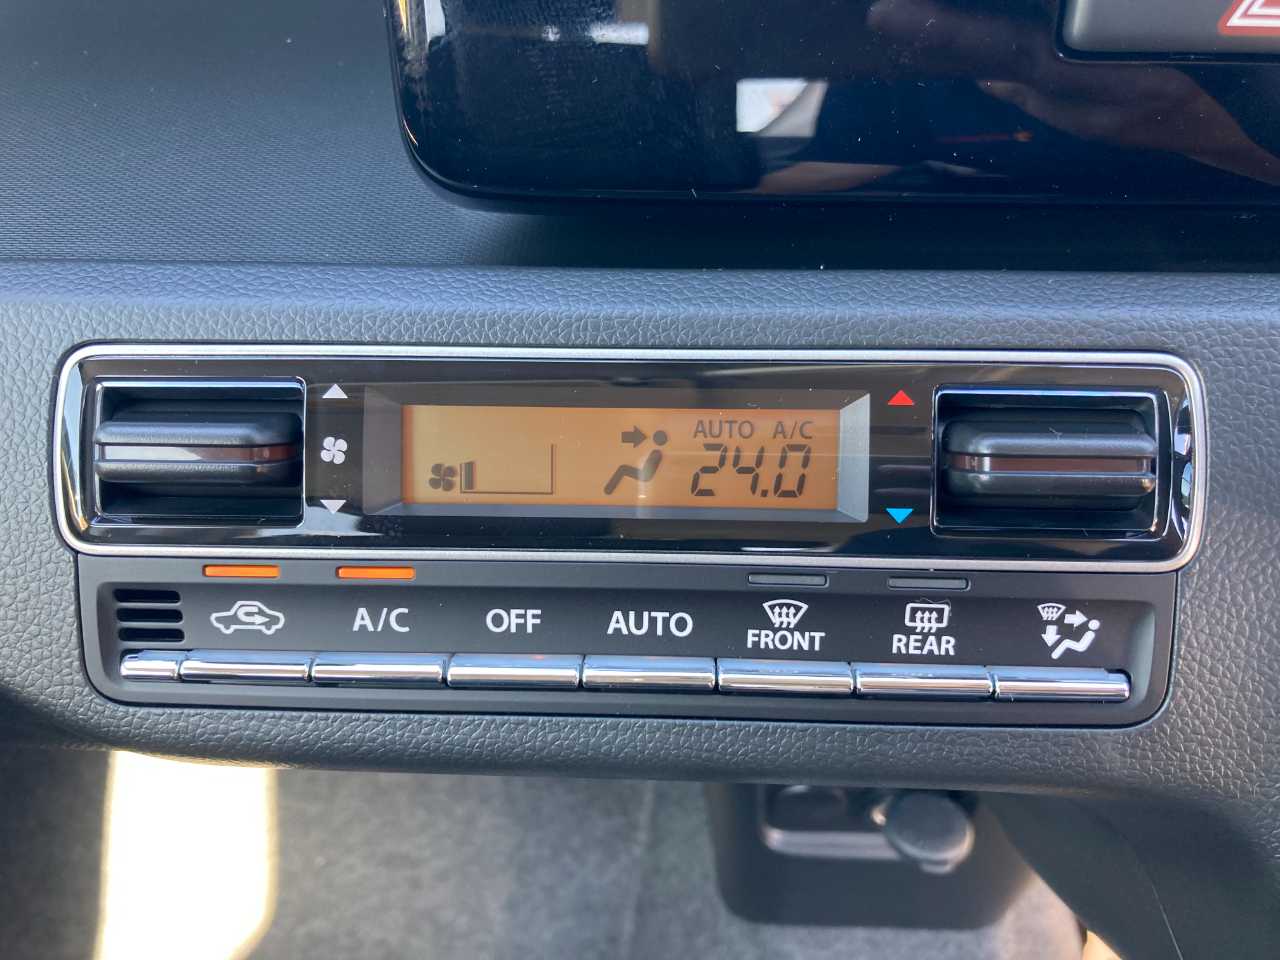 AUTO A/C
24.0
A/C OFF AUTO FRONT REAR